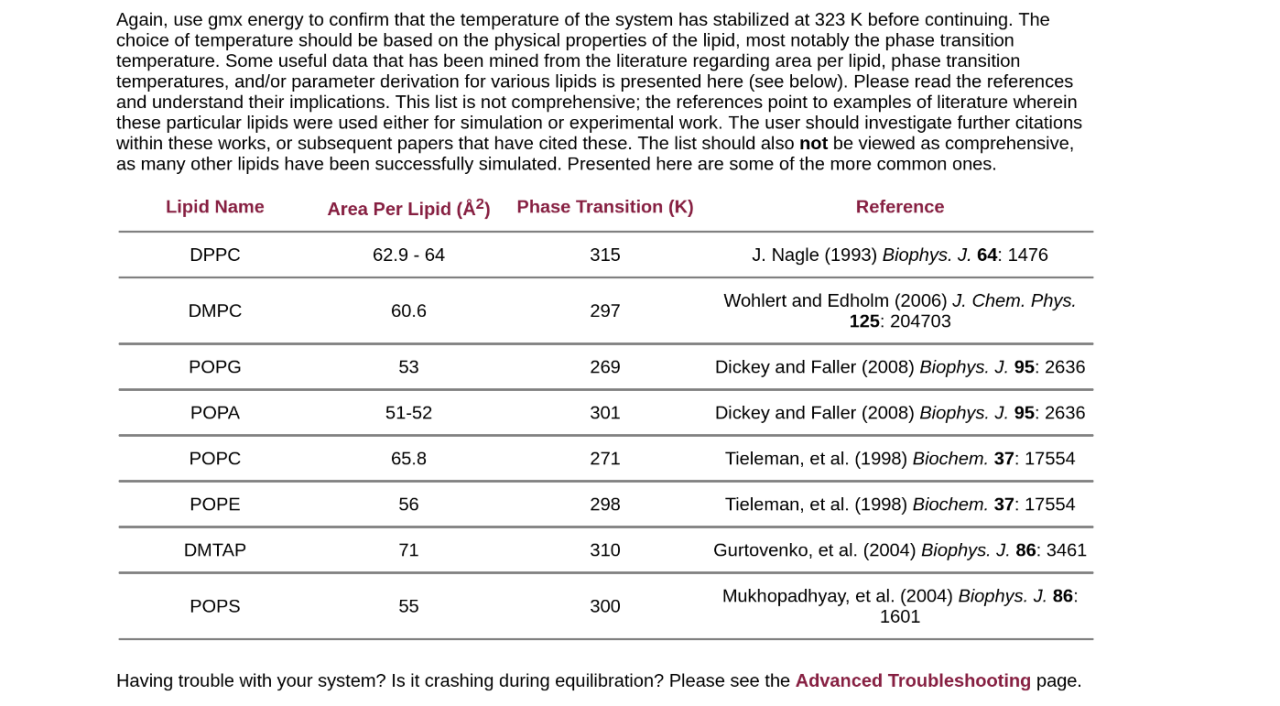 Again, use gmx energy to confirm that the temperature of the system has stabilized at 323 K before continuing. The
choice of temperature should be based on the physical properties of the lipid, most notably the phase transition
temperature. Some useful data that has been mined from the literature regarding area per lipid, phase transition
temperatures, and/or parameter derivation for various lipids is presented here (see below). Please read the references
and understand their implications. This list is not comprehensive; the references point to examples of literature wherein
these particular lipids were used either for simulation or experimental work. The user should investigate further citations
within these works, or subsequent papers that have cited these. The list should also not be viewed as comprehensive,
as many other lipids have been successfully simulated. Presented here are some of the more common ones.
Lipid Name Area Per Lipid (Å²) Phase Transition (K) Reference
DPPC 62.9 - 64 315 J. Nagle (1993) Biophys. J. 64: 1476
DMPC 60.6 297 Wohlert and Edholm (2006) J. Chem. Phys.
125: 204703
POPG 53 269 Dickey and Faller (2008) Biophys. J. 95: 2636
POPA 51-52 301 Dickey and Faller (2008) Biophys. J. 95: 2636
POPC 65.8 271 Tieleman, et al. (1998) Biochem. 37: 17554
POPE 56 298 Tieleman, et al. (1998) Biochem. 37: 17554
DMTAP 71 310 Gurtovenko, et al. (2004) Biophys. J. 86: 3461
POPS 55 300 Mukhopadhyay, et al. (2004) Biophys. J. 86:
1601
Having trouble with your system? Is it crashing during equilibration? Please see the Advanced Troubleshooting page.